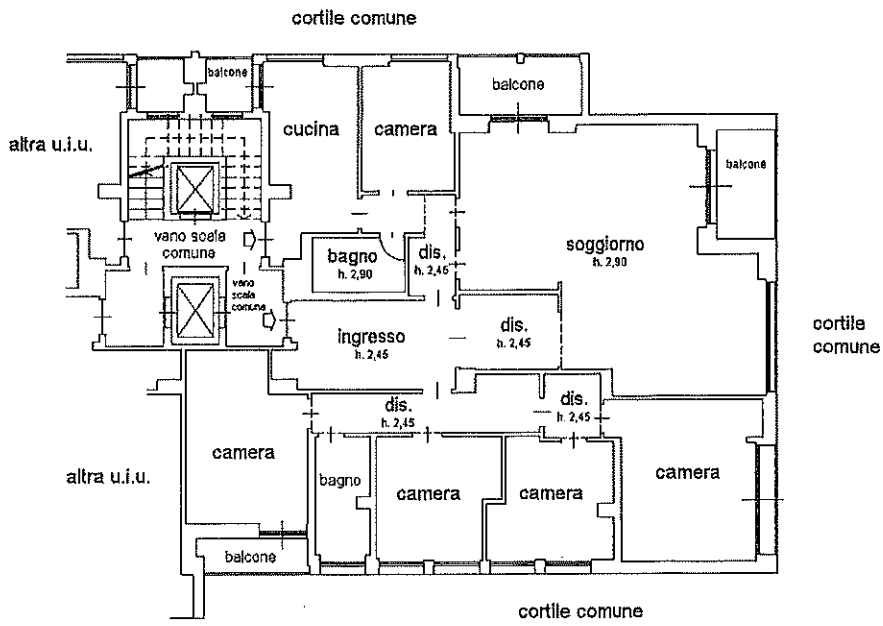 cortile comune
balcone
balcone
altra u.i.u.
cucina
camera
balcone
vano scala
comune
bagno
h. 2,90
dis.
h. 2,45
soggiorno
h. 2,90
vano
scala
comune
ingresso
h. 2,45
dis.
h. 2,45
cortile
comune
dis.
h. 2,45
dis.
h. 2,45
camera
altra u.i.u.
bagno
camera
camera
camera
balcone
cortile comune